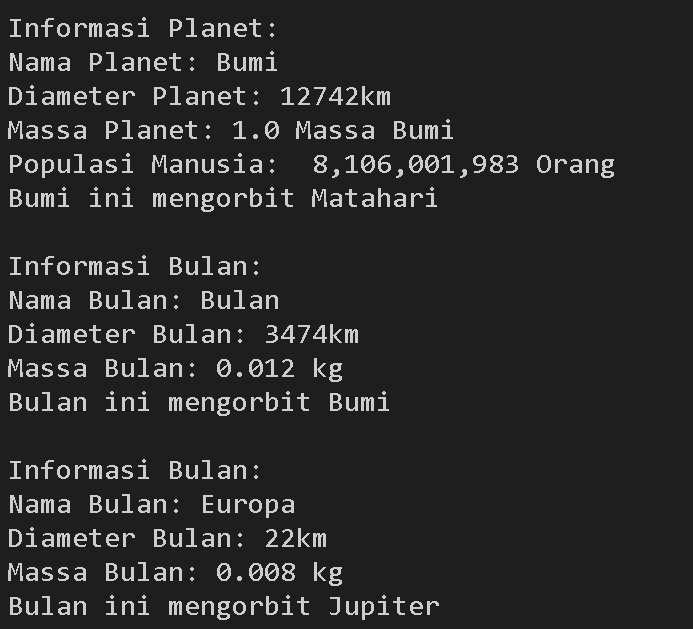 Informasi Planet:
Nama Planet: Bumi
Diameter Planet: 12742km
Massa Planet: 1.0 Massa Bumi
Populasi Manusia:  8,106,001,983 Orang
Bumi ini mengorbit Matahari

Informasi Bulan:
Nama Bulan: Bulan
Diameter Bulan: 3474km
Massa Bulan: 0.012 kg
Bulan ini mengorbit Bumi

Informasi Bulan:
Nama Bulan: Europa
Diameter Bulan: 22km
Massa Bulan: 0.008 kg
Bulan ini mengorbit Jupiter